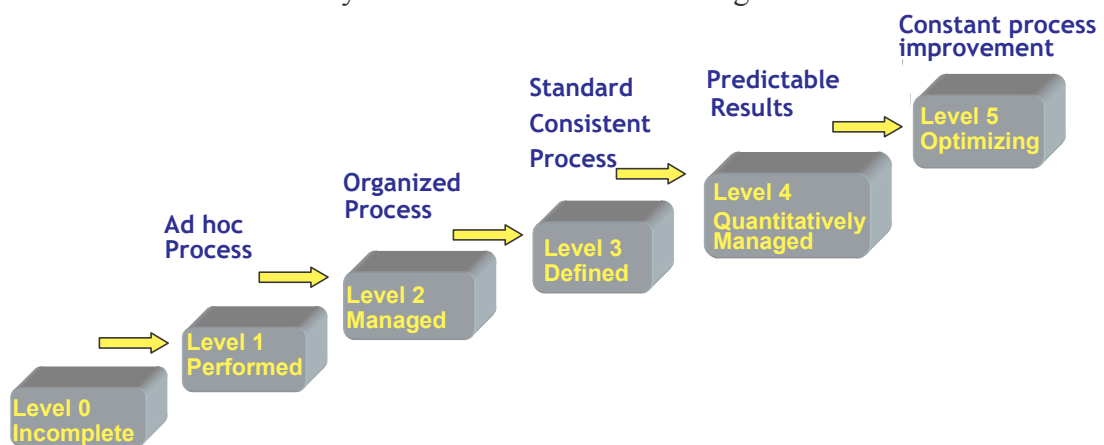 Constant process
improvement
Level 5
Optimizing
Predictable
Results
Level 4
Quantitatively
Managed
Standard
Consistent
Process
Level 3
Defined
Organized
Process
Level 2
Managed
Ad hoc
Process
Level 1
Performed
Level 0
Incomplete